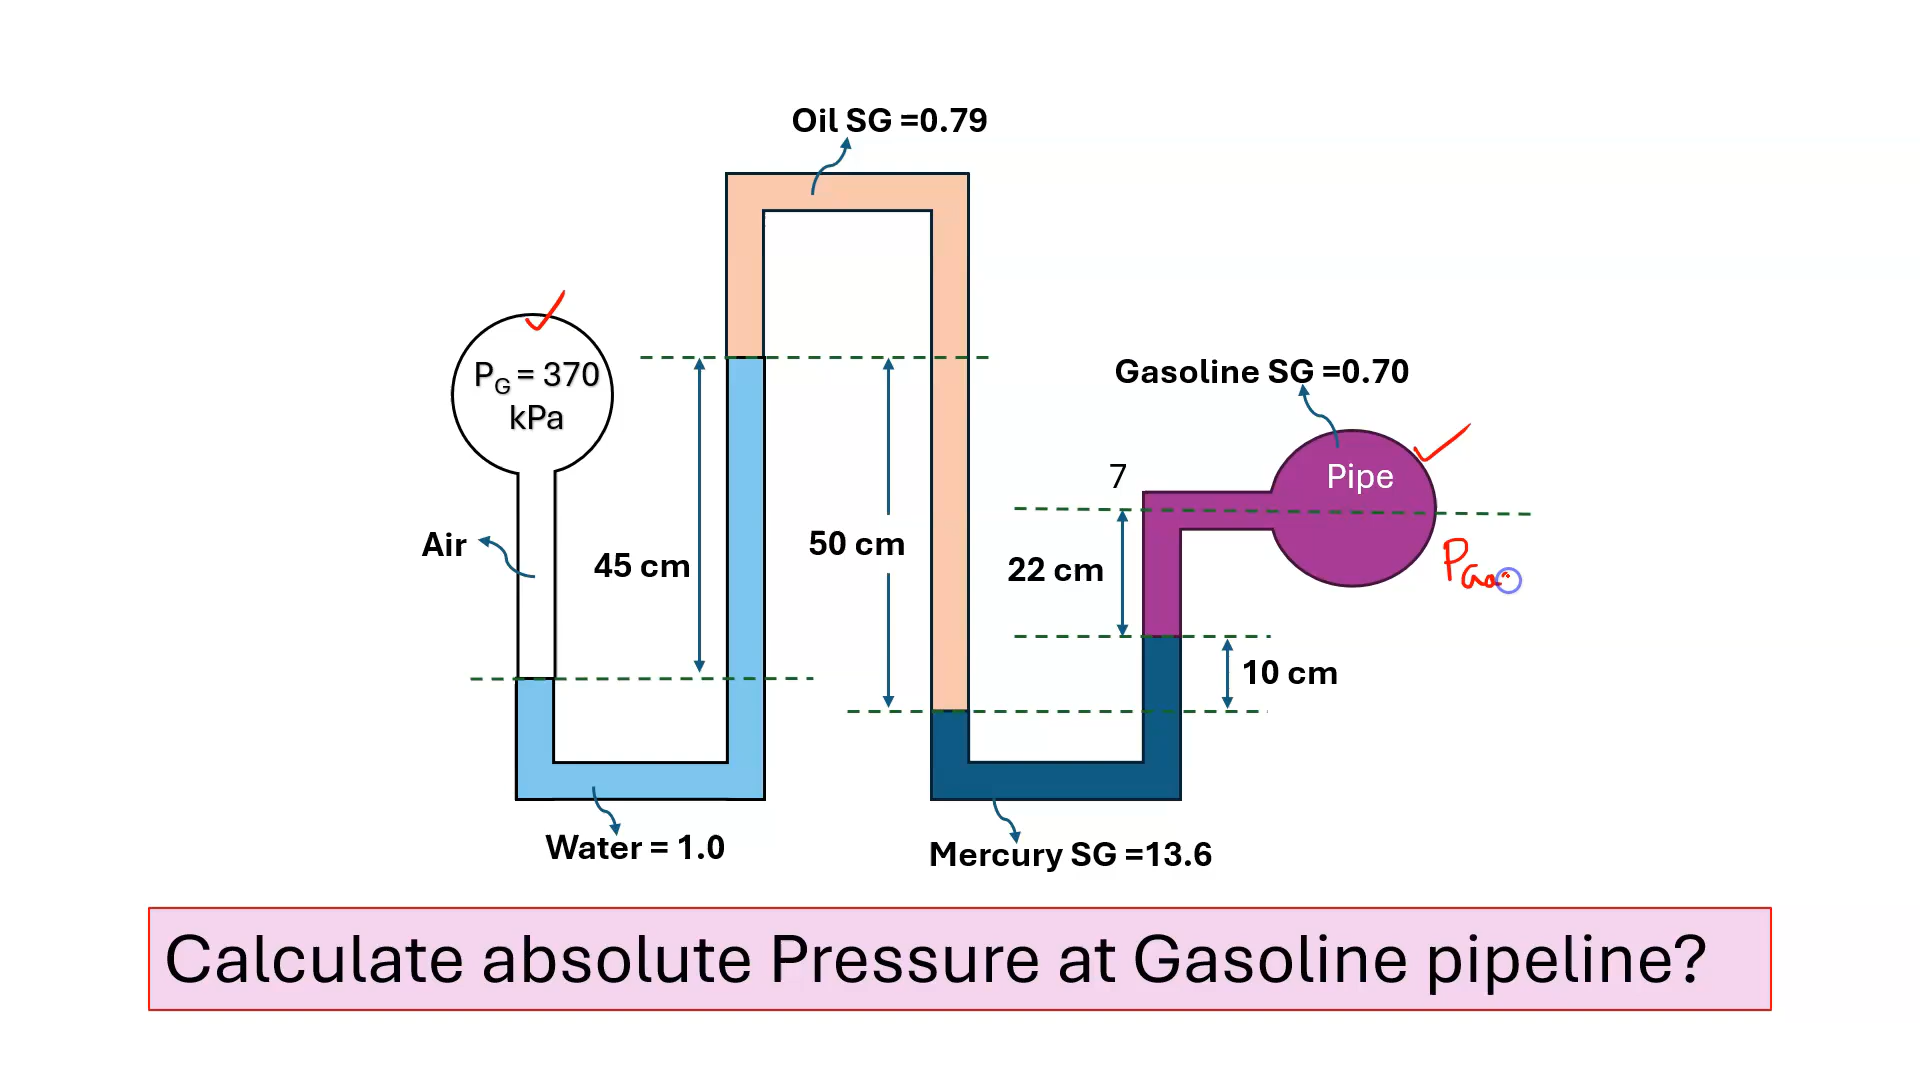 Oil SG =0.79
P_G = 370
kPa
Gasoline SG =0.70
7
Pipe
Air
45 cm
50 cm
22 cm
10 cm
Water = 1.0
Mercury SG =13.6
Calculate absolute Pressure at Gasoline pipeline?